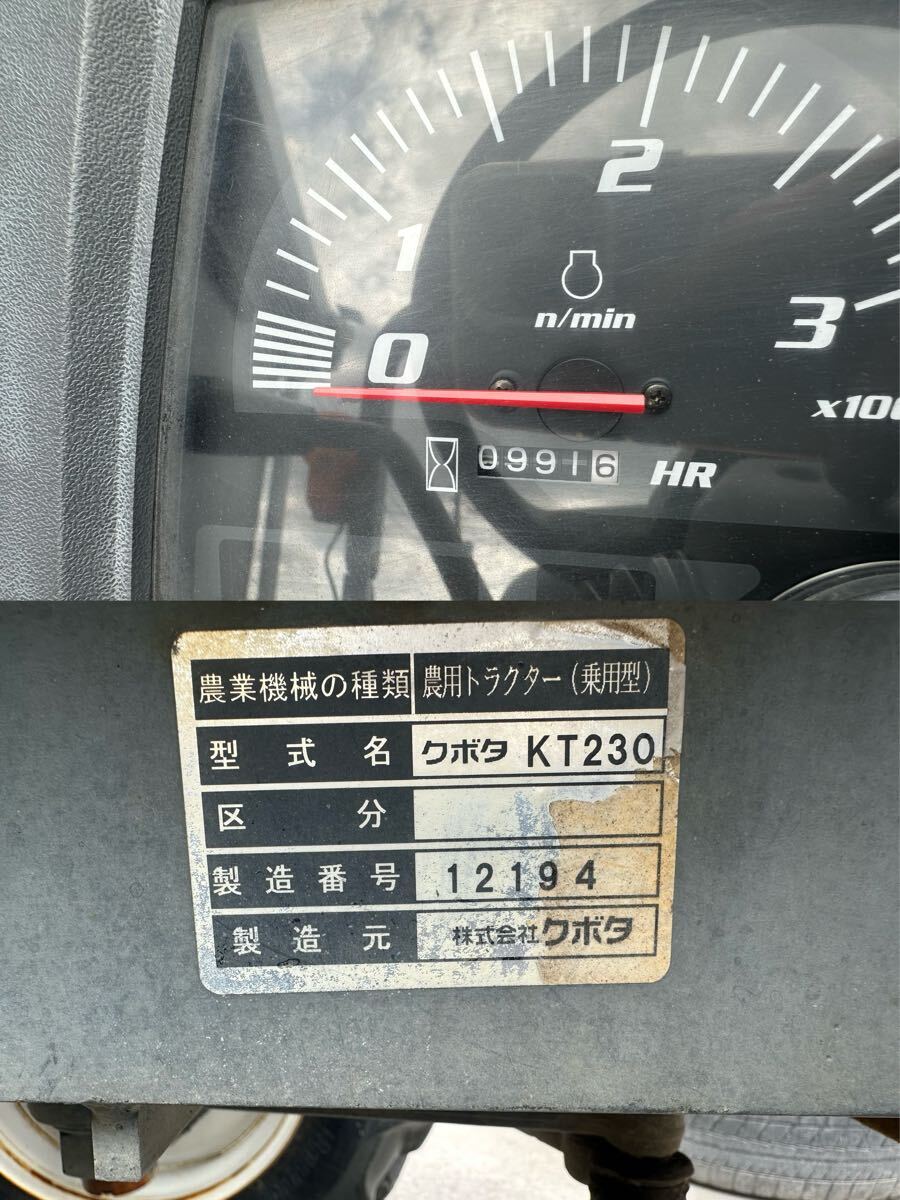 2
1
n/min
3
0
x100
09916 HR
農業機械の種類 農用トラクター(乗用型)
型式名 クボタ KT230
区分
製造番号 12194
製造元 株式会社クボタ